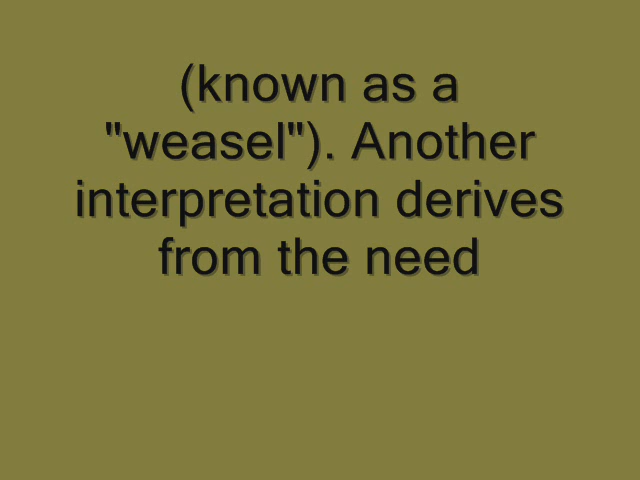 (known as a
"weasel"). Another
interpretation derives
from the need